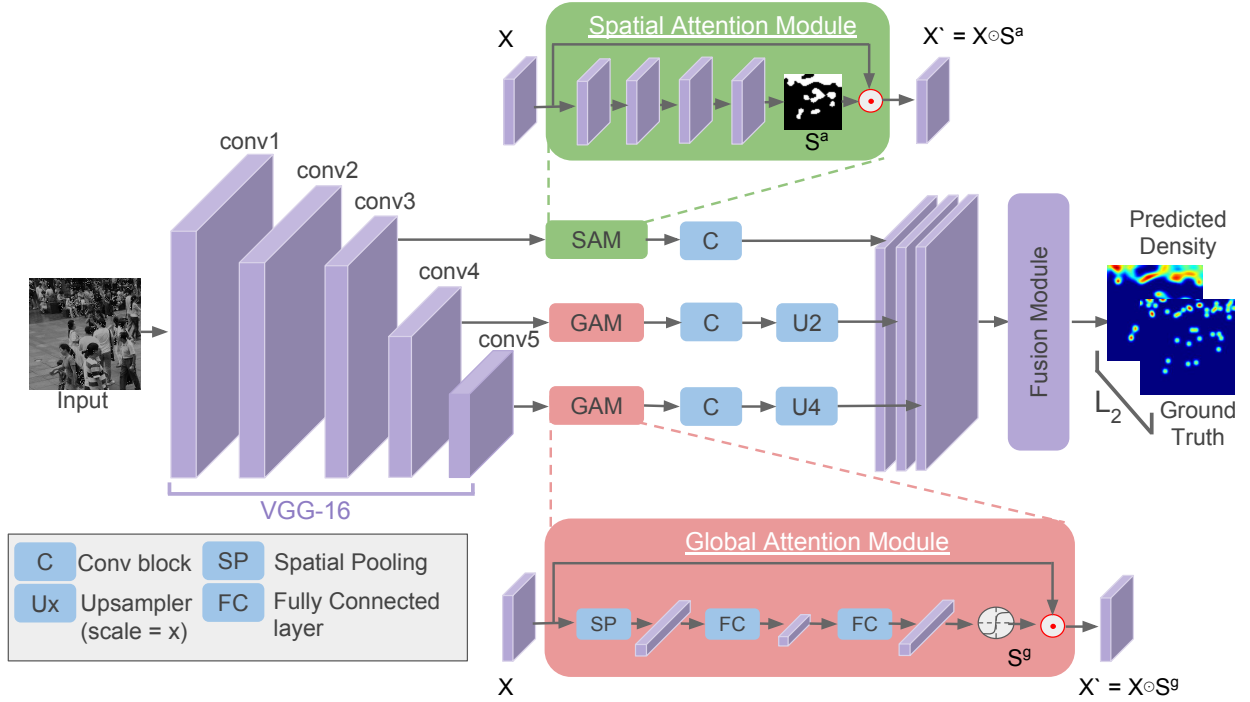 Spatial Attention Module
X
X` = X⊙Sᵃ
Sᵃ
conv1
conv2
conv3
conv4
conv5
SAM
C
GAM
C
U2
GAM
C
U4
Fusion Module
Predicted
Density
Input
L₂
Ground
Truth
VGG-16
C
Conv block
SP
Spatial Pooling
Ux
Upsampler
(scale = x)
FC
Fully Connected
layer
Global Attention Module
SP
FC
FC
Sᵍ
X
X` = X⊙Sᵍ